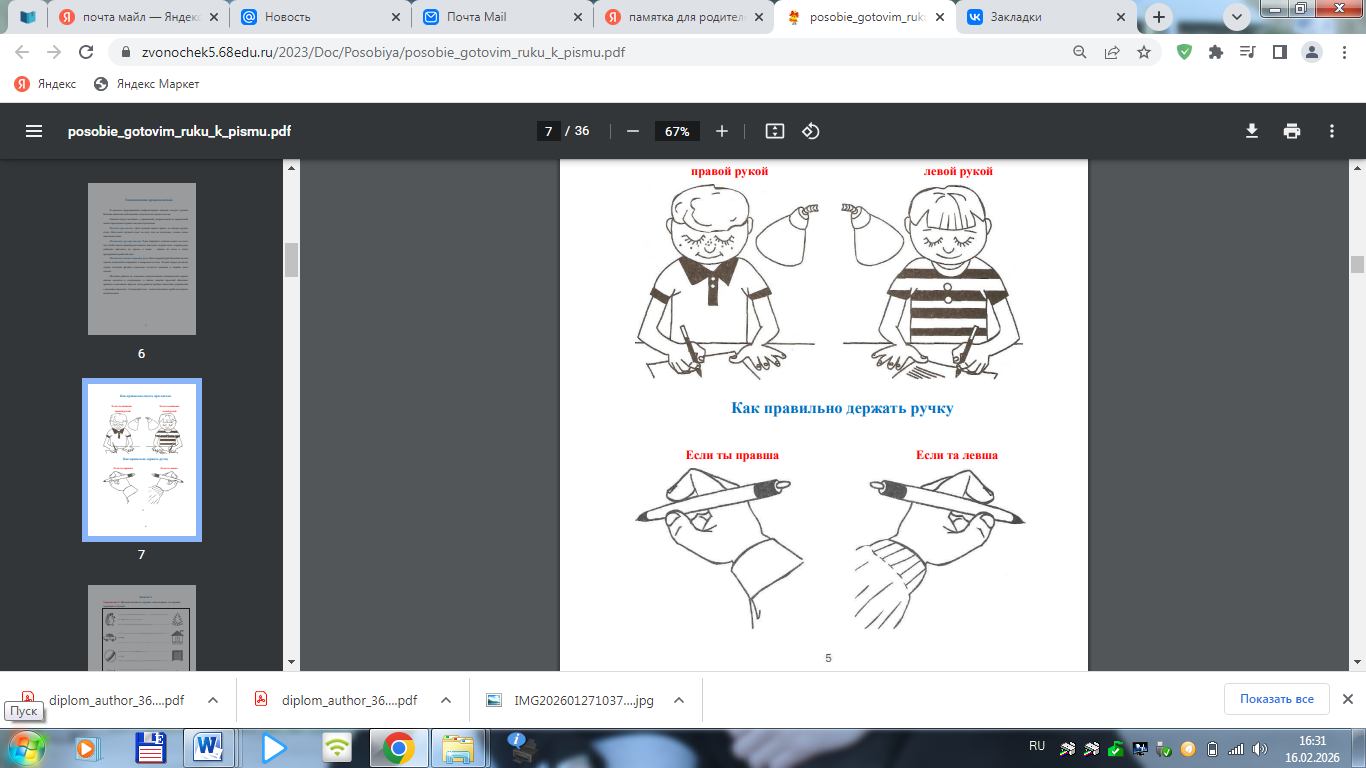 почта майл — Яндекс
Новость
Почта Mail
памятка для родител
posobie_gotovim_ruk
Закладки
zvonochek5.68edu.ru/2023/Doc/Posobiya/posobie_gotovim_ruku_k_pismu.pdf
Яндекс
Яндекс Маркет
posobie_gotovim_ruku_k_pismu.pdf
7 / 36
67%
6
7
правой рукой
левой рукой
Как правильно держать ручку
Если ты правша
Если та левша
5
diplom_author_36....pdf
diplom_author_36....pdf
IMG202601271037....jpg
Показать все
Пуск
RU
16:31
16.02.2026